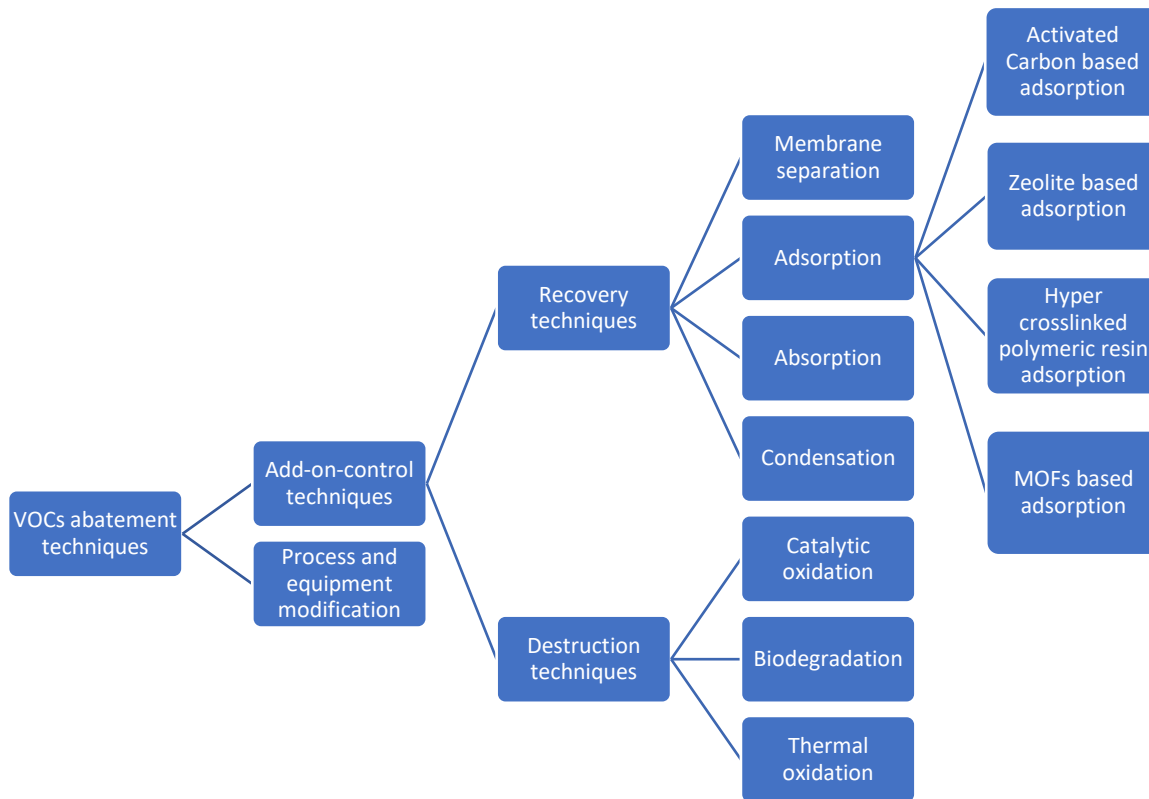 VOCs abatement
techniques
Add-on-control
techniques
Process and
equipment
modification
Recovery
techniques
Destruction
techniques
Membrane
separation
Adsorption
Absorption
Condensation
Catalytic
oxidation
Biodegradation
Thermal
oxidation
Activated
Carbon based
adsorption
Zeolite based
adsorption
Hyper
crosslinked
polymeric resin
adsorption
MOFs based
adsorption